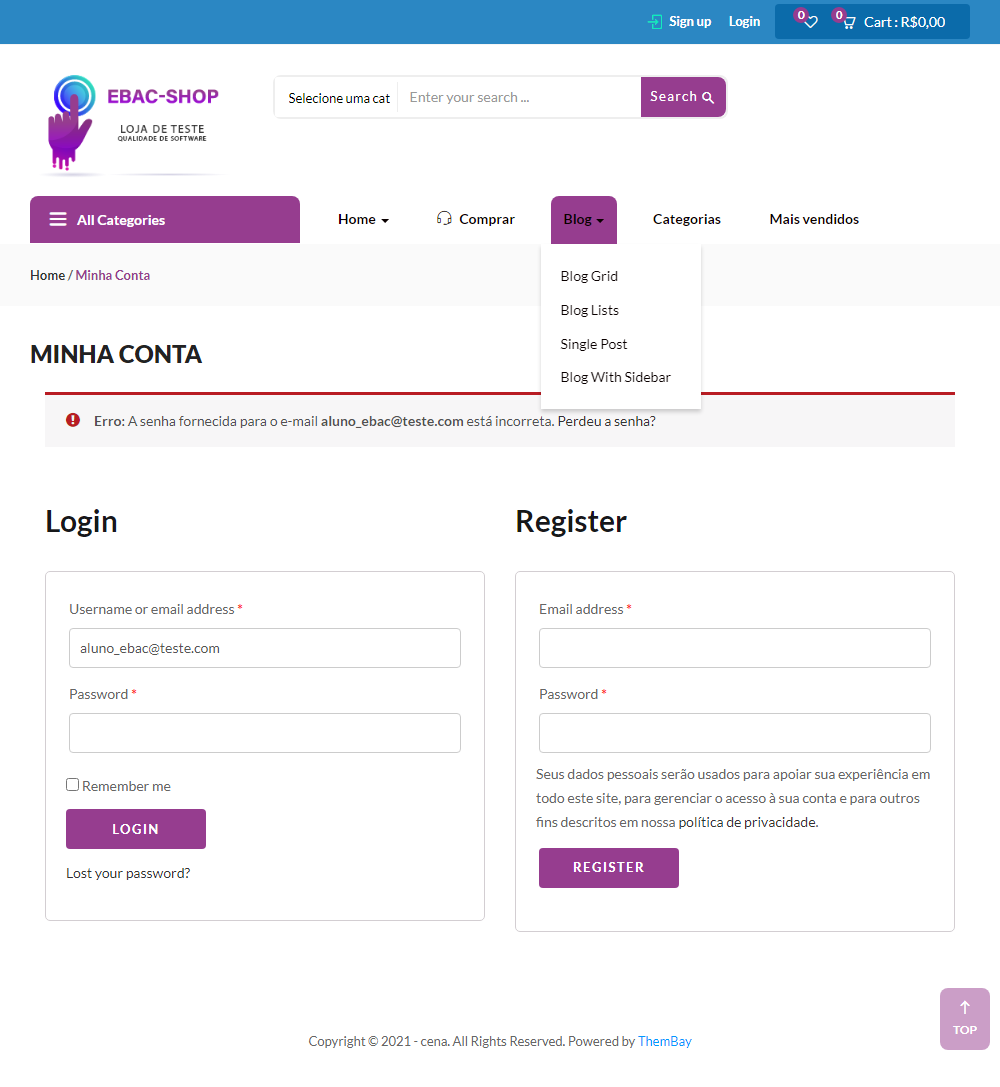 Sign up
Login
0
0
Cart : R$0,00
EBAC-SHOP
LOJA DE TESTE
QUALIDADE DE SOFTWARE
Selecione uma cat
Enter your search ...
Search
All Categories
Home
Comprar
Blog
Categorias
Mais vendidos
Home / Minha Conta
Blog Grid
Blog Lists
Single Post
Blog With Sidebar
MINHA CONTA
Erro: A senha fornecida para o e-mail aluno_ebac@teste.com está incorreta. Perdeu a senha?
Login
Username or email address *
aluno_ebac@teste.com
Password *
Remember me
LOGIN
Lost your password?
Register
Email address *
Password *
Seus dados pessoais serão usados para apoiar sua experiência em
todo este site, para gerenciar o acesso à sua conta e para outros
fins descritos em nossa política de privacidade.
REGISTER
TOP
Copyright © 2021 - cena. All Rights Reserved. Powered by ThemBay